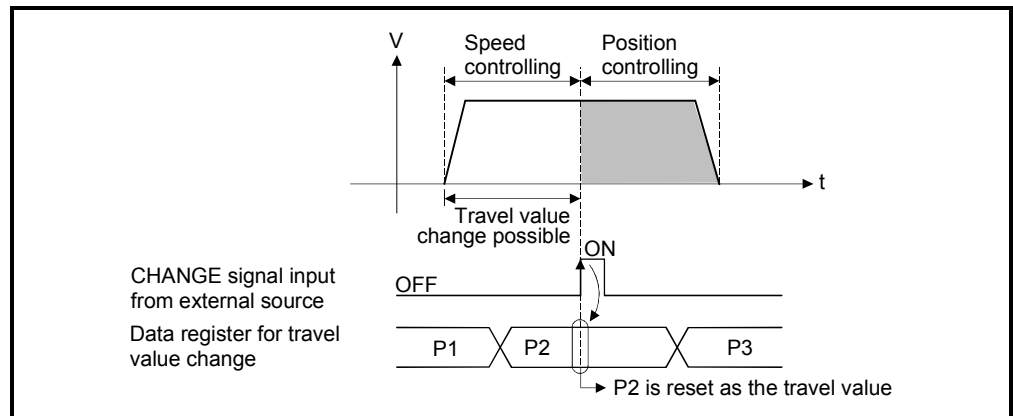 V
Speed
controlling
Position
controlling
t
Travel value
change possible
ON
CHANGE signal input
from external source
OFF
Data register for travel
value change
P1
P2
P3
P2 is reset as the travel value